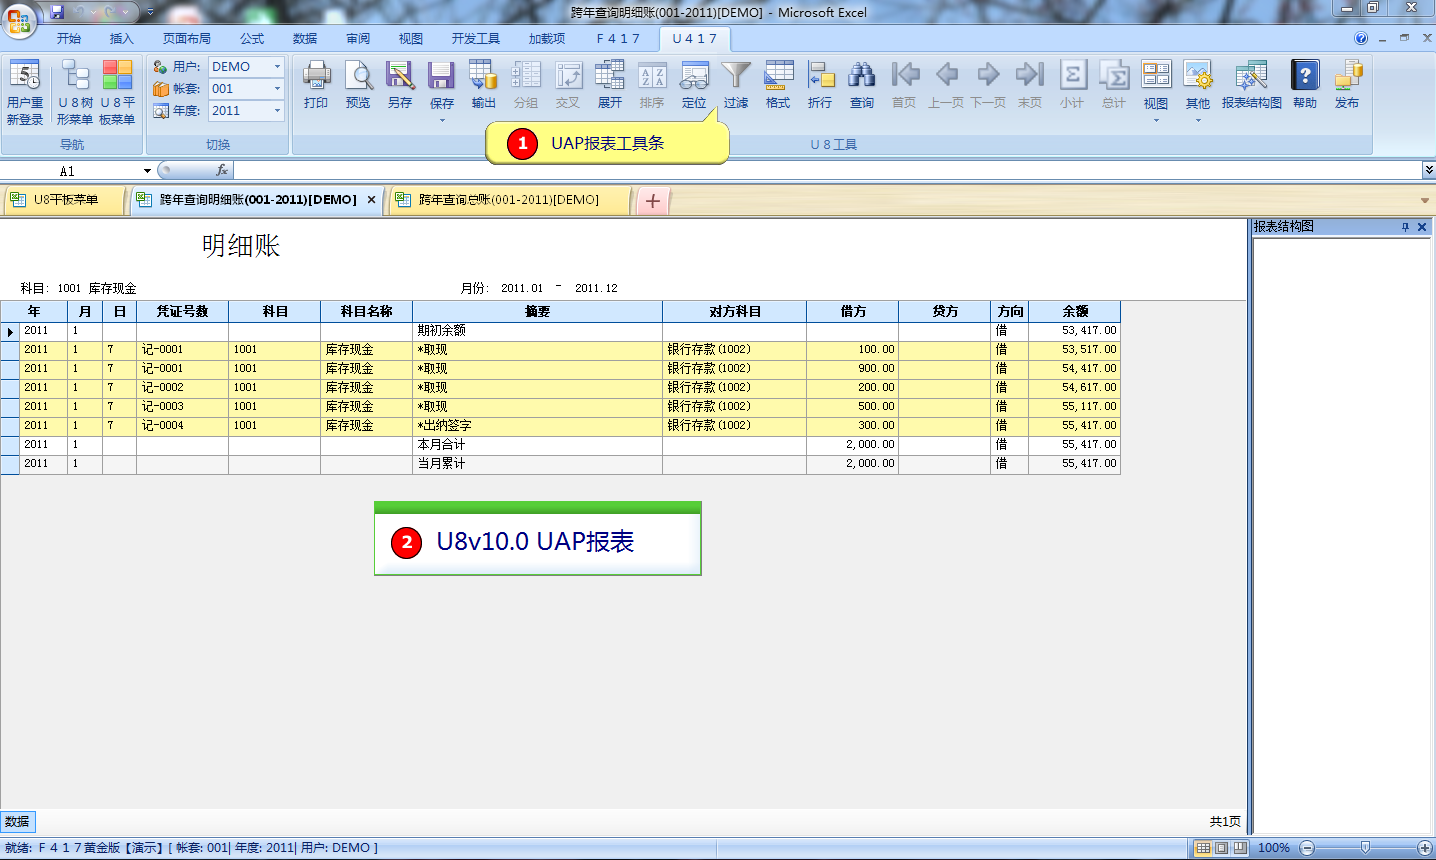 跨年查询明细账(001-2011)[DEMO] - Microsoft Excel
开始 插入 页面布局 公式 数据 审阅 视图 开发工具 加载项 F417 U417
用户重新登录 U8树形菜单 U8平板菜单 导航
用户: DEMO
帐套: 001
年度: 2011
切换
打印 预览 另存 保存 输出 分组 交叉 展开 排序 定位 过滤 格式 折行 查询 首页 上一页 下一页 末页 小计 总计 视图 其他 报表结构图 帮助 发布
1 UAP报表工具条
U8工具
A1 fx
U8平板菜单 跨年查询明细账(001-2011)[DEMO] 跨年查询总账(001-2011)[DEMO]
报表结构图
明细账
科目: 1001 库存现金 月份: 2011.01 - 2011.12
年 月 日 凭证号数 科目 科目名称 摘要 对方科目 借方 贷方 方向 余额
2011 1 期初余额 借 53,417.00
2011 1 7 记-0001 1001 库存现金 *取现 银行存款(1002) 100.00 借 53,517.00
2011 1 7 记-0001 1001 库存现金 *取现 银行存款(1002) 900.00 借 54,417.00
2011 1 7 记-0002 1001 库存现金 *取现 银行存款(1002) 200.00 借 54,617.00
2011 1 7 记-0003 1001 库存现金 *取现 银行存款(1002) 500.00 借 55,117.00
2011 1 7 记-0004 1001 库存现金 *出纳签字 银行存款(1002) 300.00 借 55,417.00
2011 1 本月合计 2,000.00 借 55,417.00
2011 1 当月累计 2,000.00 借 55,417.00
2 U8v10.0 UAP报表
数据 共1页
就绪: F417黄金版【演示】[ 帐套: 001| 年度: 2011| 用户: DEMO ] 100%